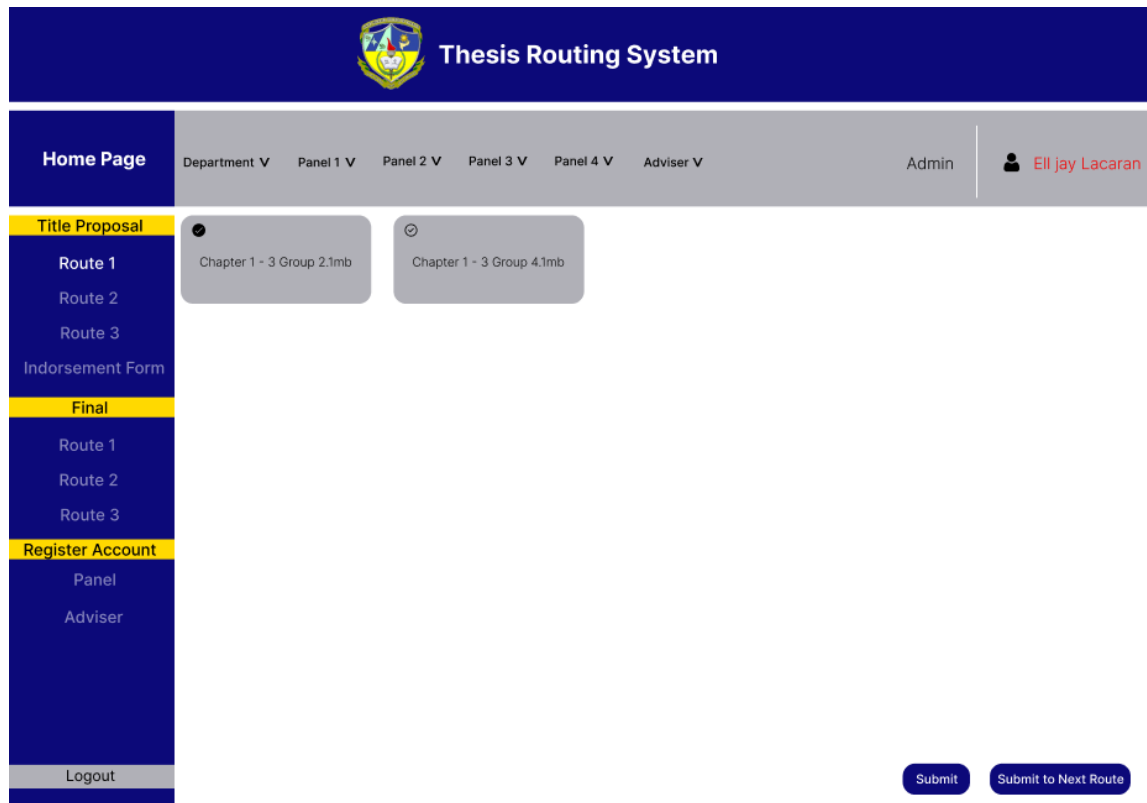 Thesis Routing System
Home Page
Department V Panel 1 V Panel 2 V Panel 3 V Panel 4 V Adviser V Admin Ell jay Lacaran
Title Proposal
Route 1
Route 2
Route 3
Indorsement Form
Final
Route 1
Route 2
Route 3
Register Account
Panel
Adviser
Logout
Chapter 1 - 3 Group 2.1mb
Chapter 1 - 3 Group 4.1mb
Submit
Submit to Next Route